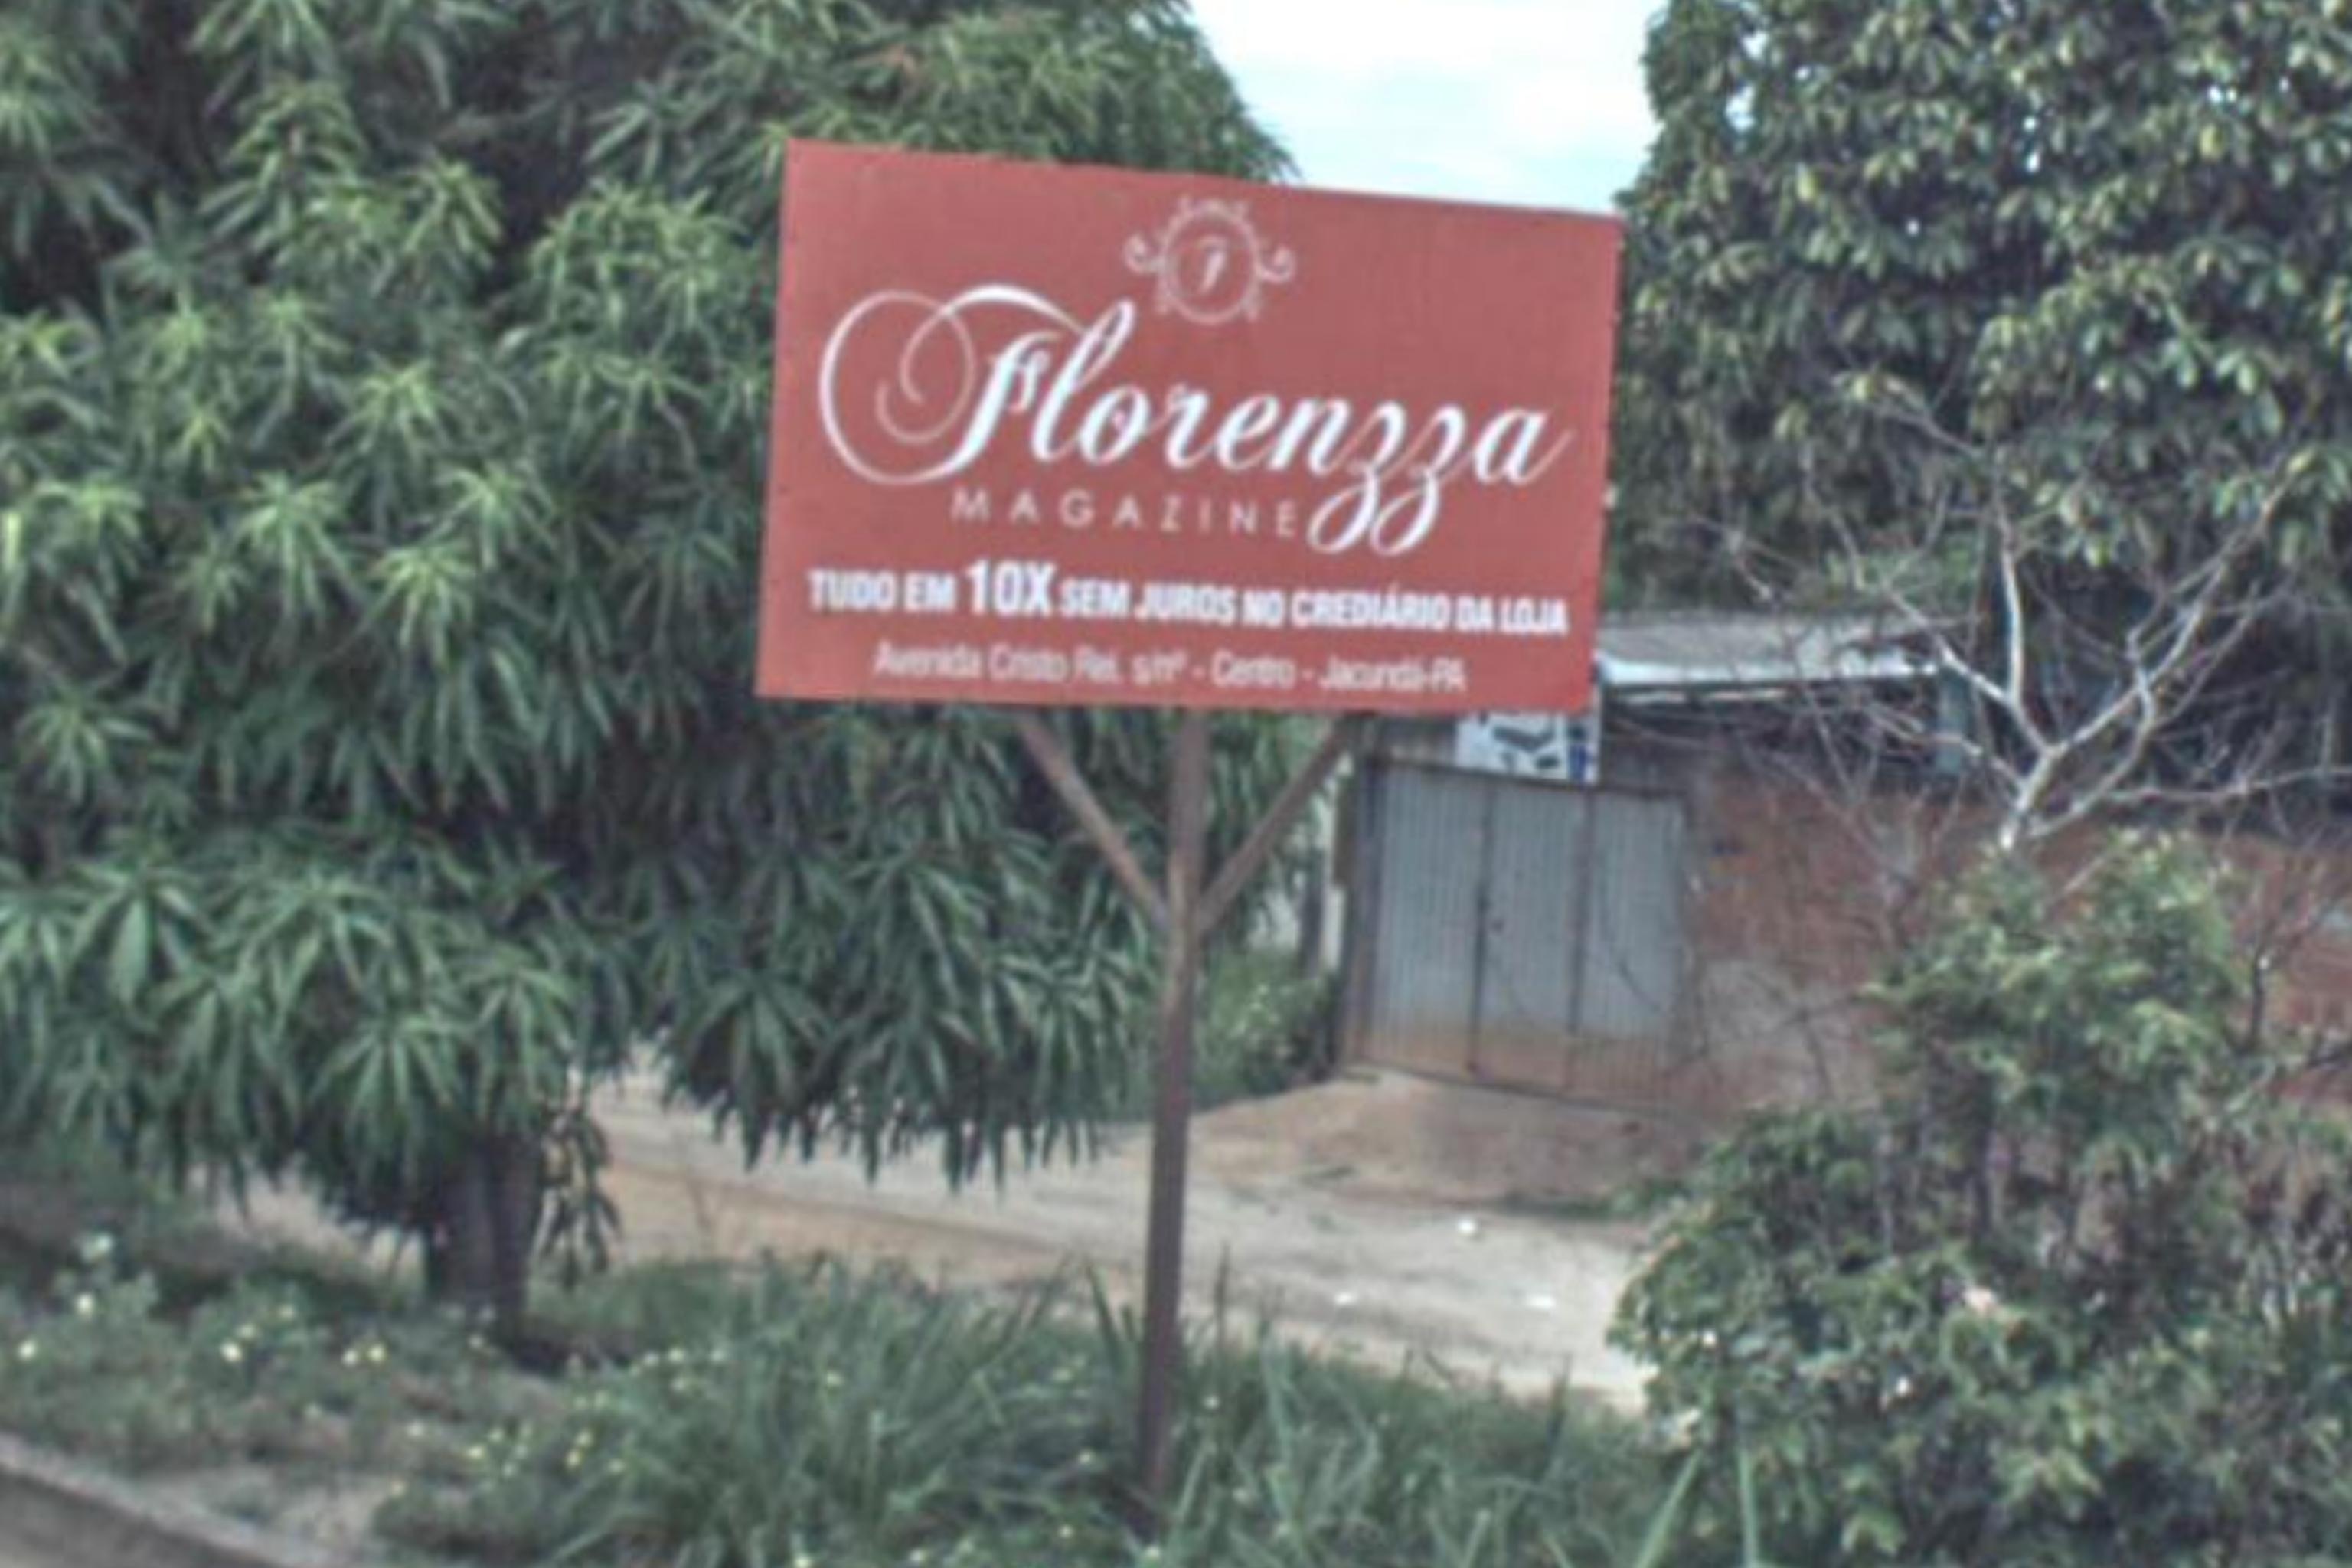 Florenzza
MAGAZINE
TUDO EM 10X SEM JUROS NO CREDIÁRIO DA LOJA
Avenida Cristo Rei, s/nº - Centro - Jacundá-PA